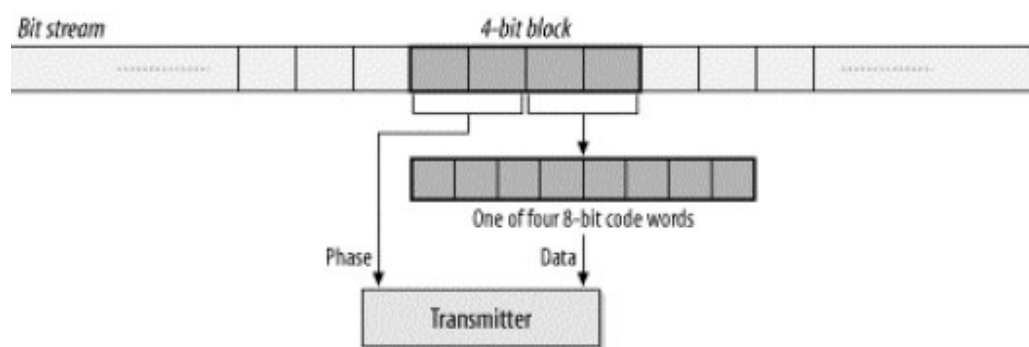 Bit stream
4-bit block
One of four 8-bit code words
Phase
Data
Transmitter